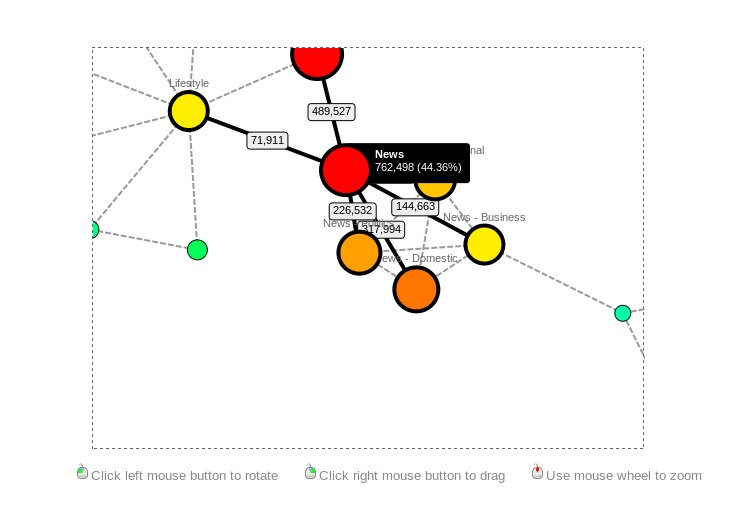 Lifestyle
489,527
71,911
News
762,498 (44.36%)
nal
226,532
144,663
News - Business
317,994
News
- Domestic
Click left mouse button to rotate
Click right mouse button to drag
Use mouse wheel to zoom